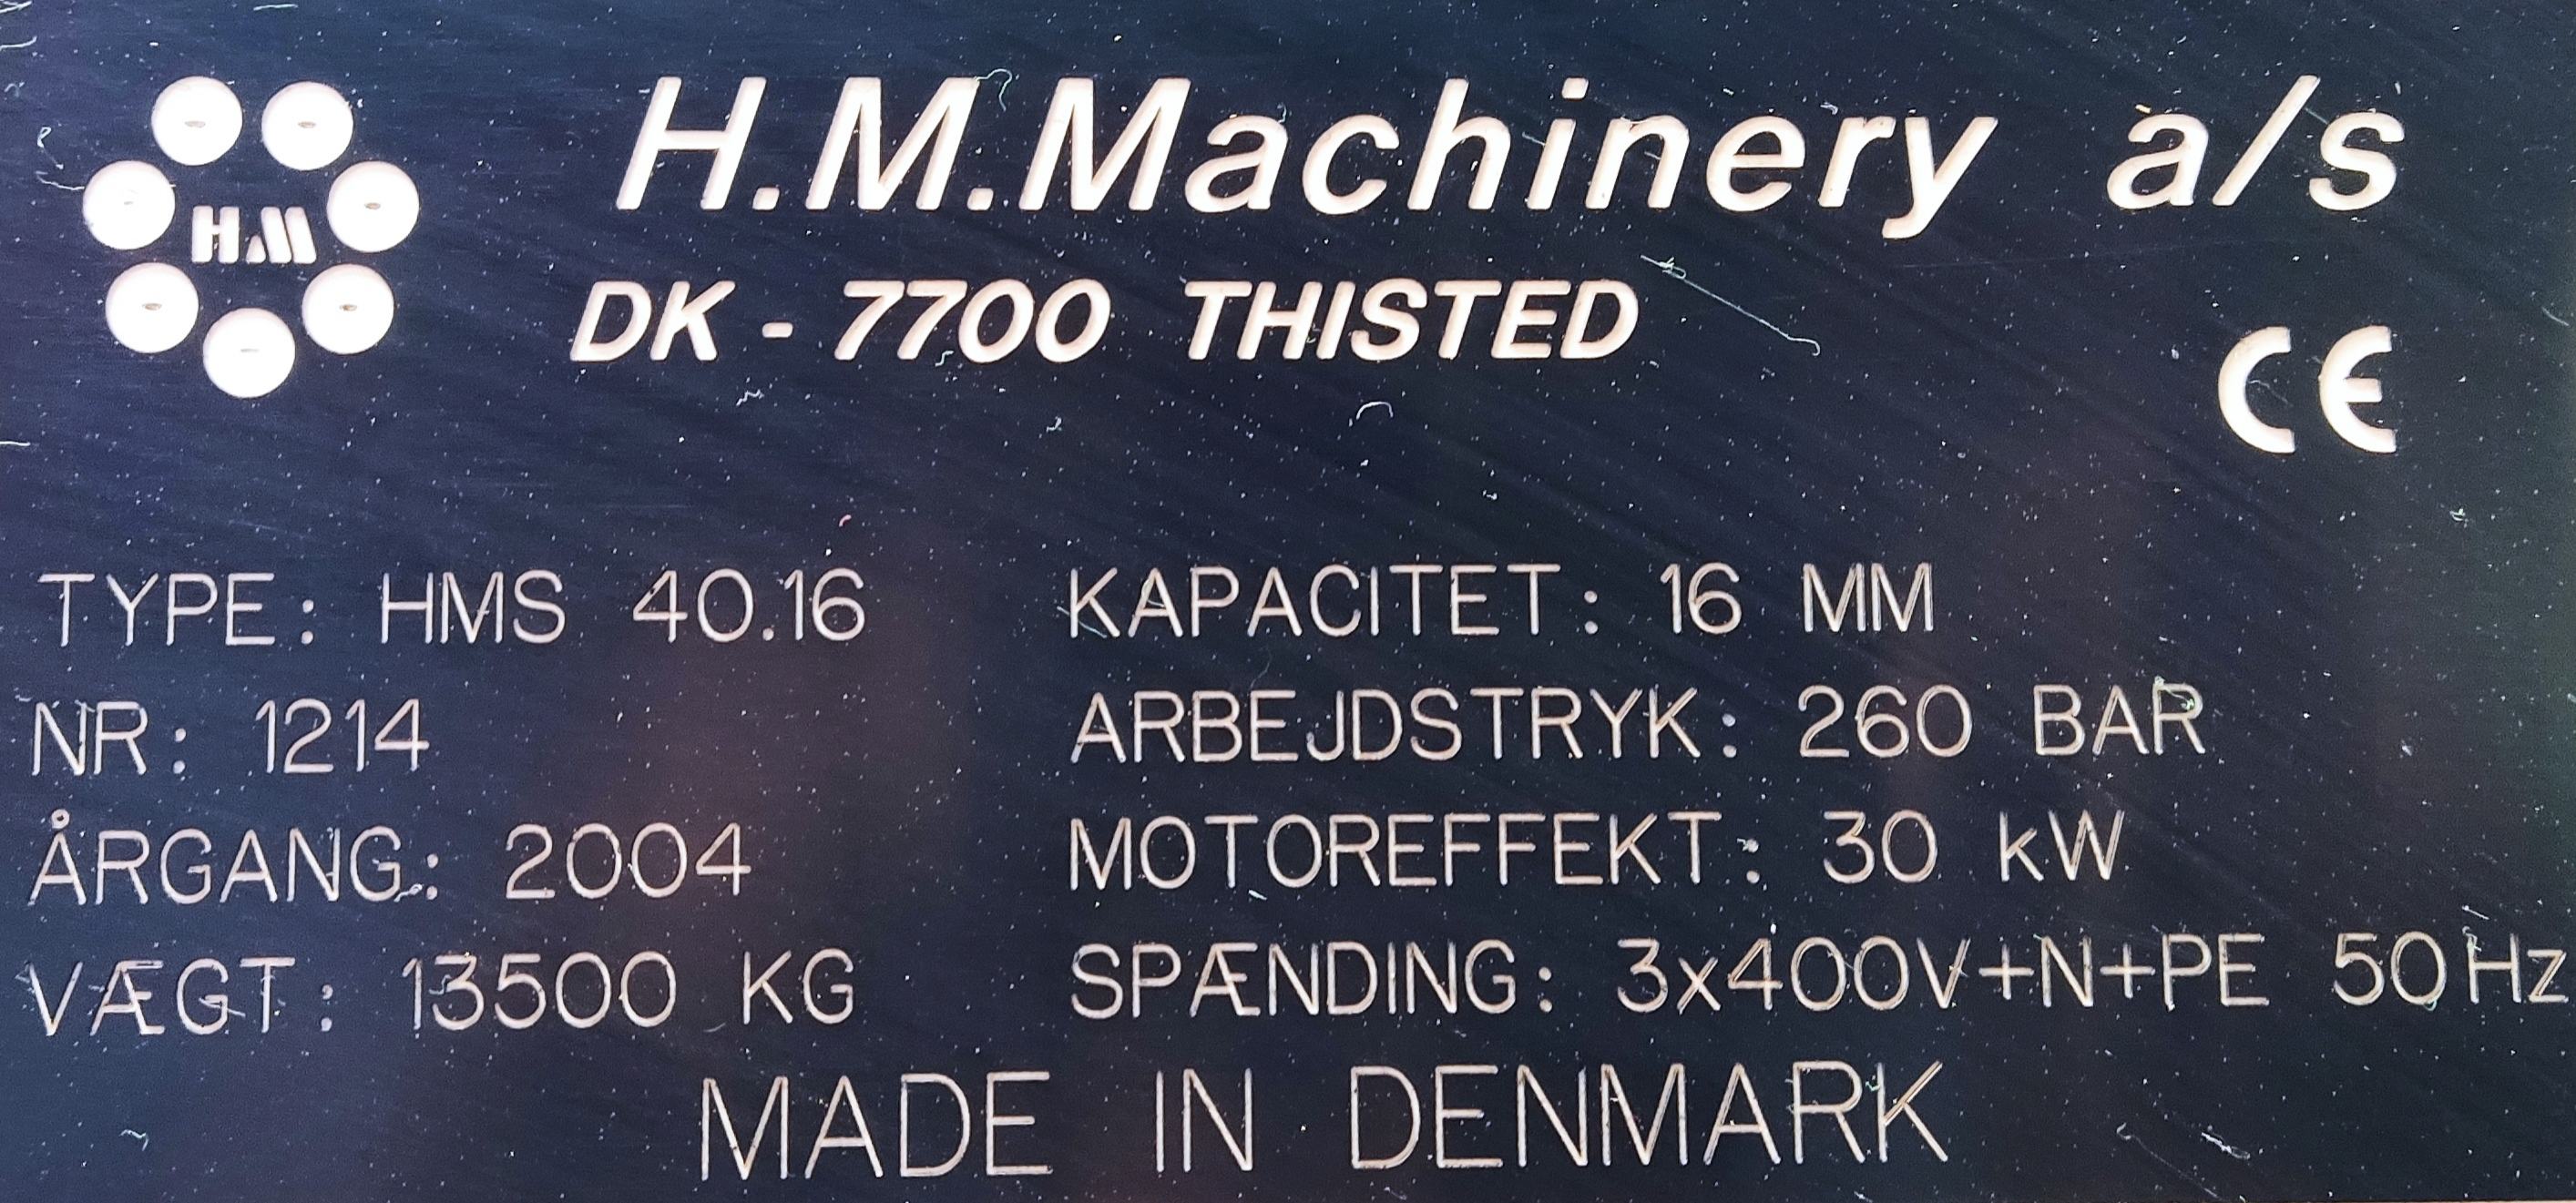 H.M.Machinery a/s
HM
DK - 7700 THISTED
CE
TYPE: HMS 40.16
KAPACITET: 16 MM
NR: 1214
ARBEJDSTRYK: 260 BAR
ÅRGANG: 2004
MOTOREFFEKT: 30 kW
VÆGT: 13500 KG
SPÆNDING: 3x400V+N+PE 50Hz
MADE IN DENMARK